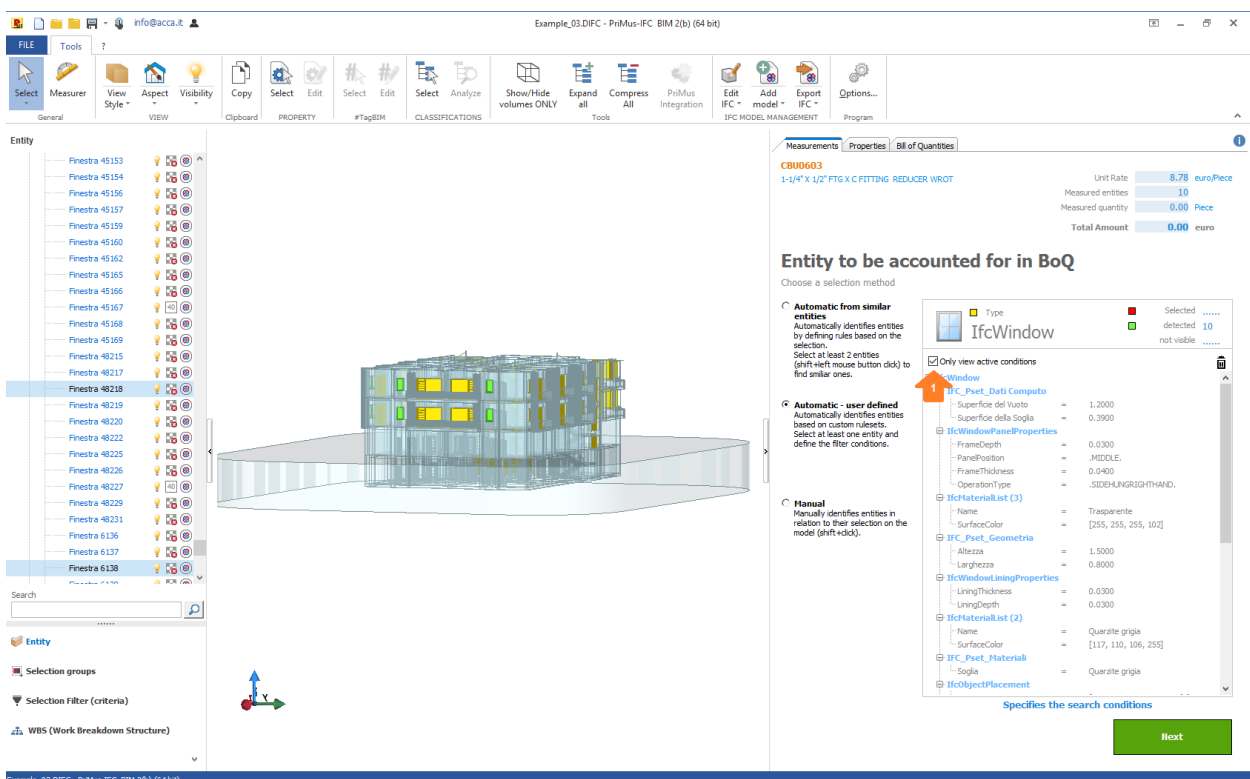 info@acca.it
Example_03.DIFC - PriMus-IFC BIM 2(b) (64 bit)
FILE
Tools
?
Select
Measurer
View Style
Aspect
Visibility
Copy
Select
Edit
Select
Edit
Select
Analyze
Show/Hide volumes ONLY
Expand all
Compress All
PriMus Integration
Edit IFC
Add model
Export IFC
Options...
General
VIEW
Clipboard
PROPERTY
#TagBIM
CLASSIFICATIONS
Tools
IFC MODEL MANAGEMENT
Program
Entity
Finestra 45153
Finestra 45154
Finestra 45156
Finestra 45157
Finestra 45159
Finestra 45160
Finestra 45162
Finestra 45165
Finestra 45166
Finestra 45167 40
Finestra 45168
Finestra 45169
Finestra 48215
Finestra 48217
Finestra 48218
Finestra 48219
Finestra 48220
Finestra 48222
Finestra 48225
Finestra 48226
Finestra 48227 40
Finestra 48229
Finestra 48231
Finestra 6136
Finestra 6137
Finestra 6138
Search
Entity
Selection groups
Selection Filter (criteria)
WBS (Work Breakdown Structure)
Y
Measurements
Properties
Bill of Quantities
CBU0603
1-1/4" X 1/2" FTG X C FITTING REDUCER WROT
Unit Rate 8.78 euro/Piece
Measured entities 10
Measured quantity 0.00 Piece
Total Amount 0.00 euro
Entity to be accounted for in BoQ
Choose a selection method
Automatic from similar
entities
Automatically identifies entities
by defining rules based on the
selection.
Select at least 2 entities
(shift+left mouse button click) to
find smiliar ones.
Automatic - user defined
Automatically identifies entities
based on custom rulesets.
Select at least one entity and
define the filter conditions.
Manual
Manually identifies entities in
relation to their selection on the
model (shift+click).
Type
IfcWindow
Selected ......
detected 10
not visible ......
Only view active conditions
1
IfcWindow
IFC_Pset_Dati Computo
Superficie del Vuoto = 1.2000
Superficie della Soglia = 0.3900
IfcWindowPanelProperties
FrameDepth = 0.0300
PanelPosition = .MIDDLE.
FrameThickness = 0.0400
OperationType = .SIDEHUNGRIGHTHAND.
IfcMaterialList (3)
Name = Trasparente
SurfaceColor = [255, 255, 255, 102]
IFC_Pset_Geometria
Altezza = 1.5000
Larghezza = 0.8000
IfcWindowLiningProperties
LiningThickness = 0.0300
LiningDepth = 0.0300
IfcMaterialList (2)
Name = Quarzite grigia
SurfaceColor = [117, 110, 106, 255]
IFC_Pset_Materiali
Soglia = Quarzite grigia
IfcObjectPlacement
Specifies the search conditions
Next